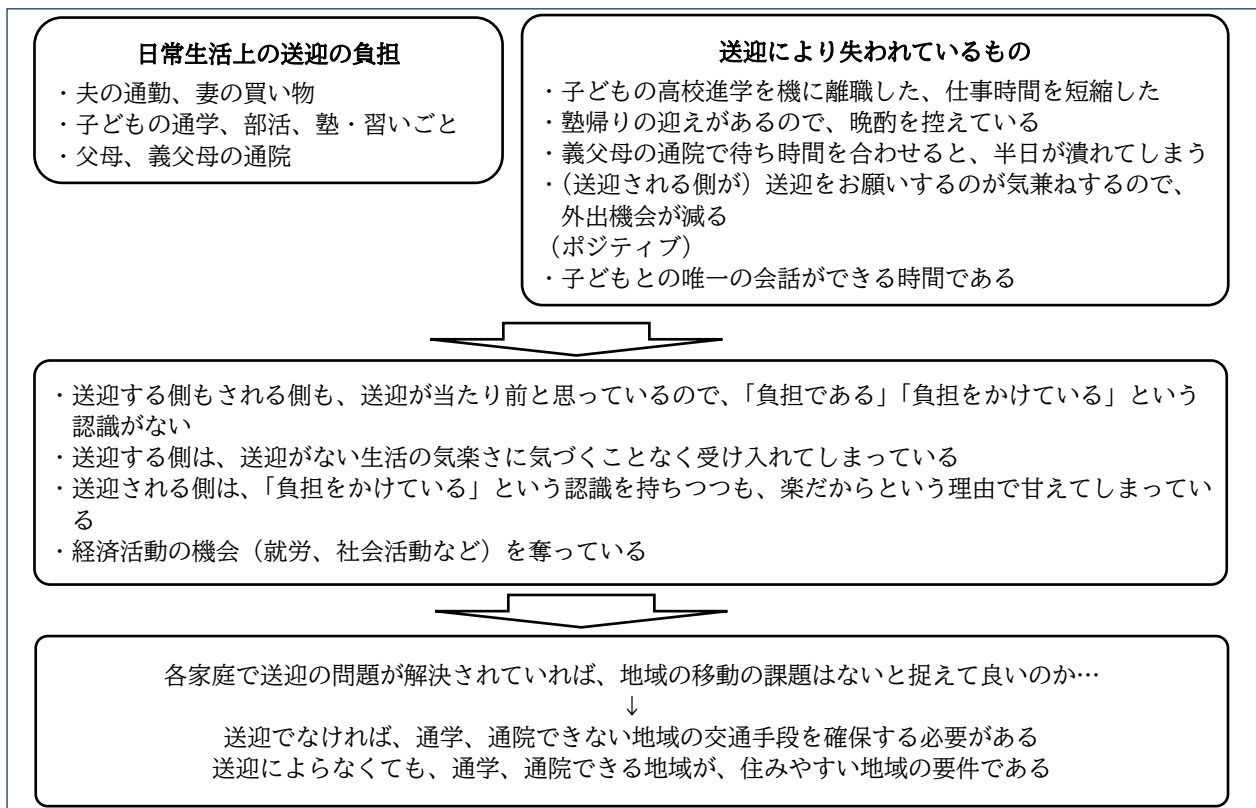 日常生活上の送迎の負担
・夫の通勤、妻の買い物
・子どもの通学、部活、塾・習いごと
・父母、義父母の通院
送迎により失われているもの
・子どもの高校進学を機に離職した、仕事時間を短縮した
・塾帰りの迎えがあるので、晩酌を控えている
・義父母の通院で待ち時間を合わせると、半日が潰れてしまう
・（送迎される側が）送迎をお願いするのが気兼ねするので、
外出機会が減る
（ポジティブ）
・子どもとの唯一の会話ができる時間である
・送迎する側もされる側も、送迎が当たり前と思っているので、「負担である」「負担をかけている」という
認識がない
・送迎する側は、送迎がない生活の気楽さに気づくことなく受け入れてしまっている
・送迎される側は、「負担をかけている」という認識を持ちつつも、楽だからという理由で甘えてしまってい
る
・経済活動の機会（就労、社会活動など）を奪っている
各家庭で送迎の問題が解決されていれば、地域の移動の課題はないと捉えて良いのか…
↓
送迎でなければ、通学、通院できない地域の交通手段を確保する必要がある
送迎によらなくても、通学、通院できる地域が、住みやすい地域の要件である